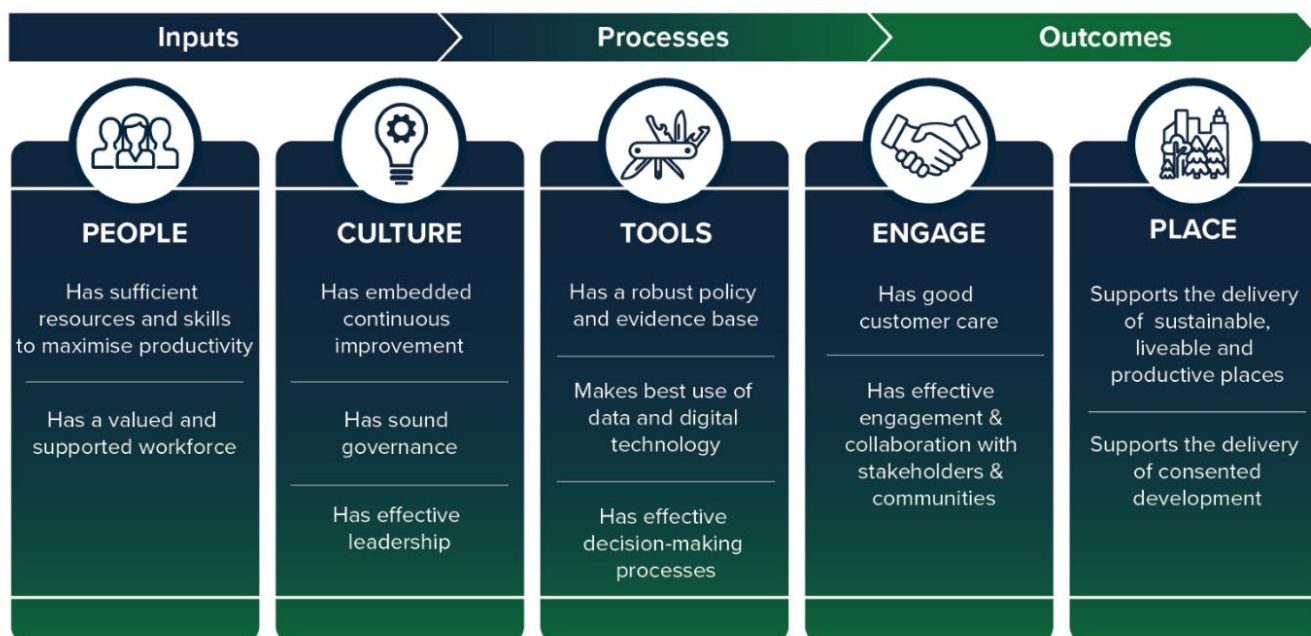 Inputs
Processes
Outcomes
PEOPLE
Has sufficient
resources and skills
to maximise productivity
Has a valued and
supported workforce
CULTURE
Has embedded
continuous
improvement
Has sound
governance
Has effective
leadership
TOOLS
Has a robust policy
and evidence base
Makes best use of
data and digital
technology
Has effective
decision-making
processes
ENGAGE
Has good
customer care
Has effective
engagement &
collaboration with
stakeholders &
communities
PLACE
Supports the delivery
of sustainable,
liveable and
productive places
Supports the delivery
of consented
development